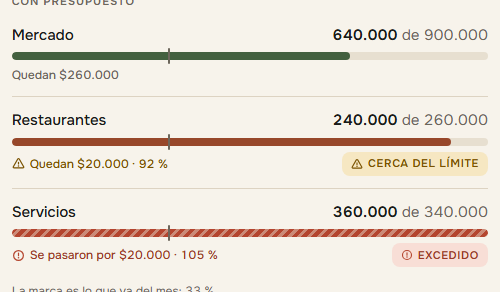 CON PRESUPUESTO
Mercado 640.000 de 900.000
Quedan $260.000
Restaurantes 240.000 de 260.000
Quedan $20.000 · 92 % CERCA DEL LÍMITE
Servicios 360.000 de 340.000
Se pasaron por $20.000 · 105 % EXCEDIDO
La marca es lo que va del mes: 33 %